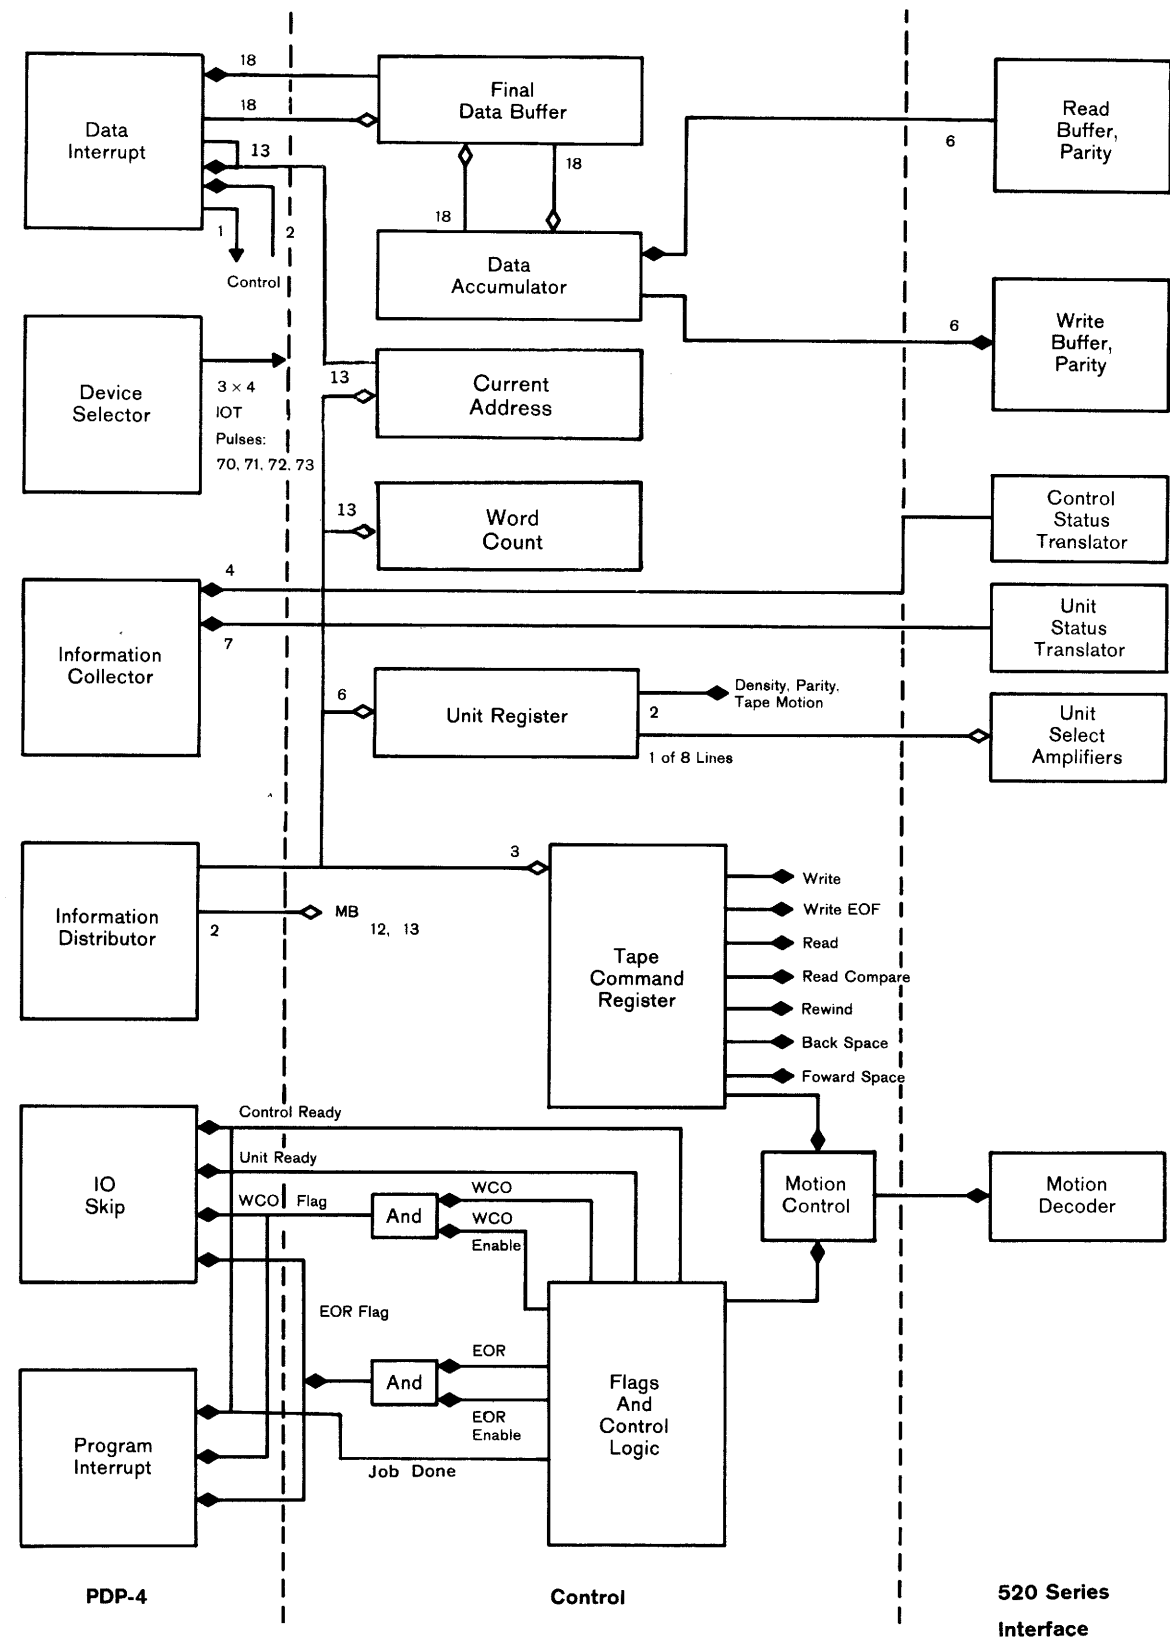 18
18
13
1
2
Control
Data
Interrupt
Final
Data Buffer
18
18
Data
Accumulator
6
Read
Buffer,
Parity
6
Write
Buffer,
Parity
Device
Selector
3 × 4
IOT
Pulses:
70, 71, 72, 73
13
Current
Address
13
Word
Count
Control
Status
Translator
4
7
Information
Collector
Unit
Status
Translator
6
Unit Register
2
Density, Parity,
Tape Motion
1 of 8 Lines
Unit
Select
Amplifiers
Information
Distributor
3
2
MB
12, 13
Tape
Command
Register
Write
Write EOF
Read
Read Compare
Rewind
Back Space
Foward Space
IO
Skip
Control Ready
Unit Ready
WCO Flag
And
WCO
WCO
Enable
Motion
Control
Motion
Decoder
EOR Flag
And
EOR
EOR
Enable
Flags
And
Control
Logic
Program
Interrupt
Job Done
PDP-4
Control
520 Series
Interface